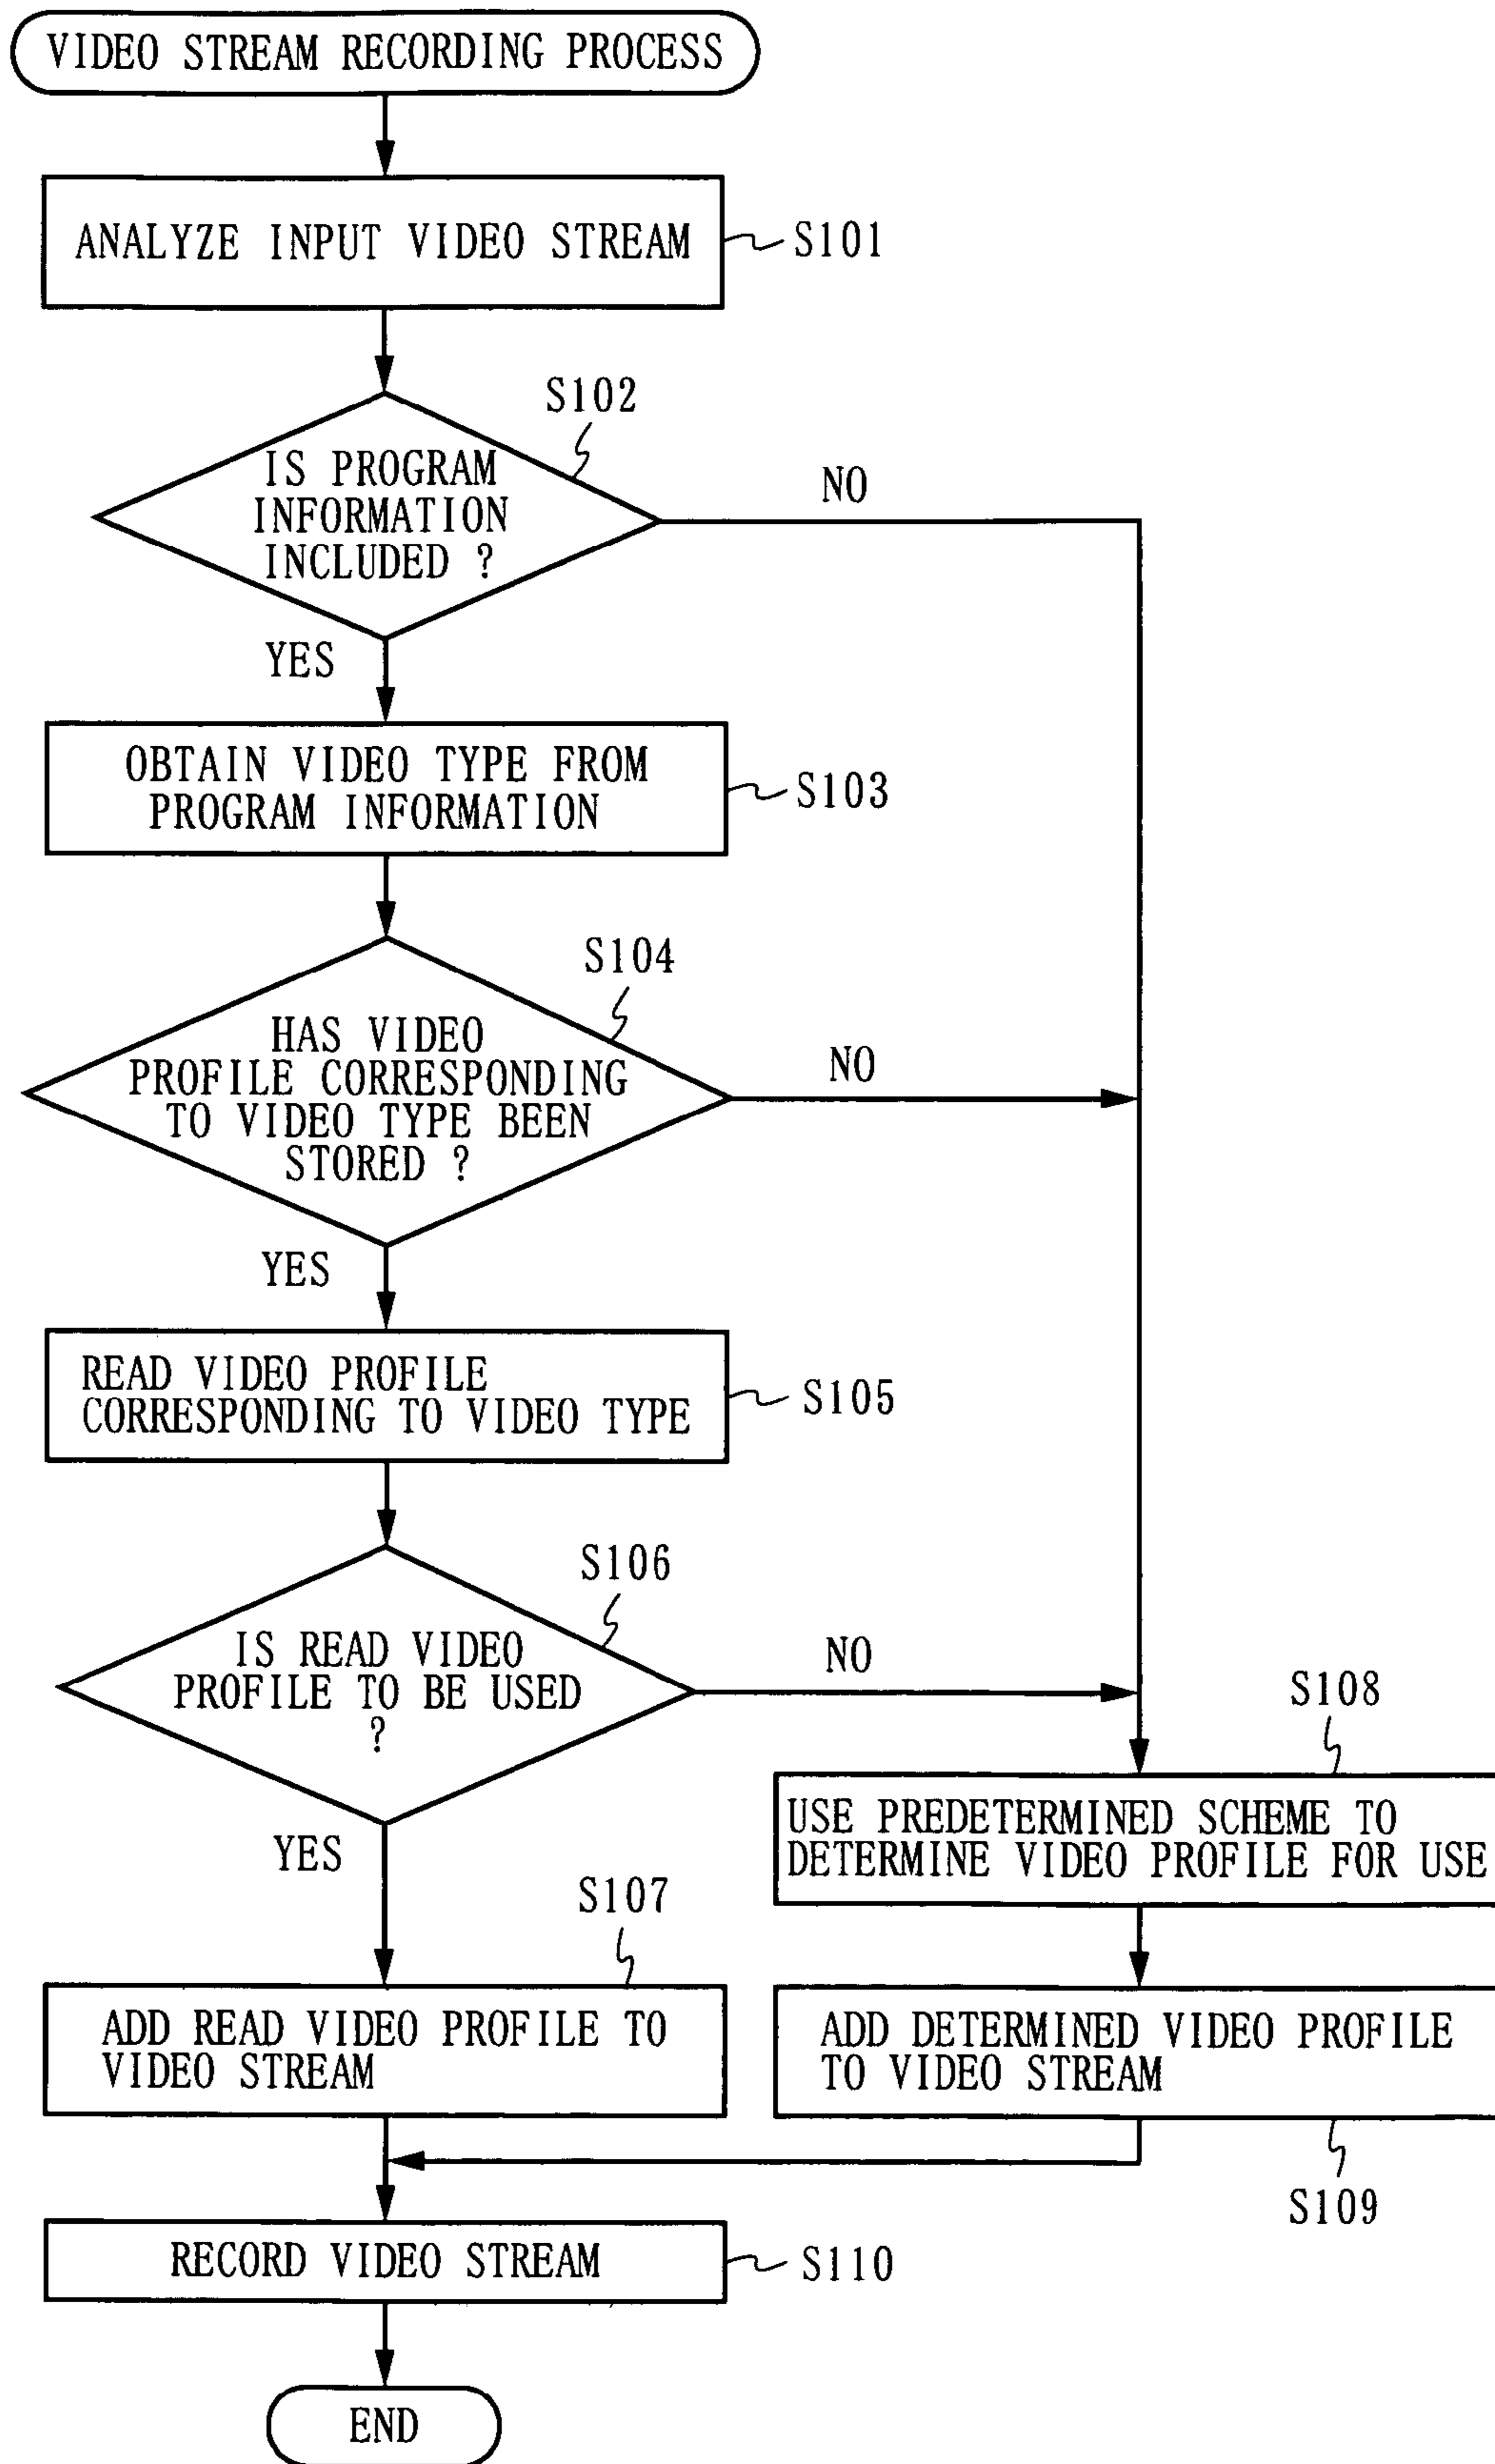 VIDEO STREAM RECORDING PROCESS
ANALYZE INPUT VIDEO STREAM
S101
S102
IS PROGRAM
INFORMATION
INCLUDED ?
NO
YES
OBTAIN VIDEO TYPE FROM
PROGRAM INFORMATION
S103
S104
HAS VIDEO
PROFILE CORRESPONDING
TO VIDEO TYPE BEEN
STORED ?
NO
YES
READ VIDEO PROFILE
CORRESPONDING TO VIDEO TYPE
S105
S106
IS READ VIDEO
PROFILE TO BE USED
?
NO
YES
S108
USE PREDETERMINED SCHEME TO
DETERMINE VIDEO PROFILE FOR USE
S107
ADD READ VIDEO PROFILE TO
VIDEO STREAM
ADD DETERMINED VIDEO PROFILE
TO VIDEO STREAM
S109
RECORD VIDEO STREAM
S110
END